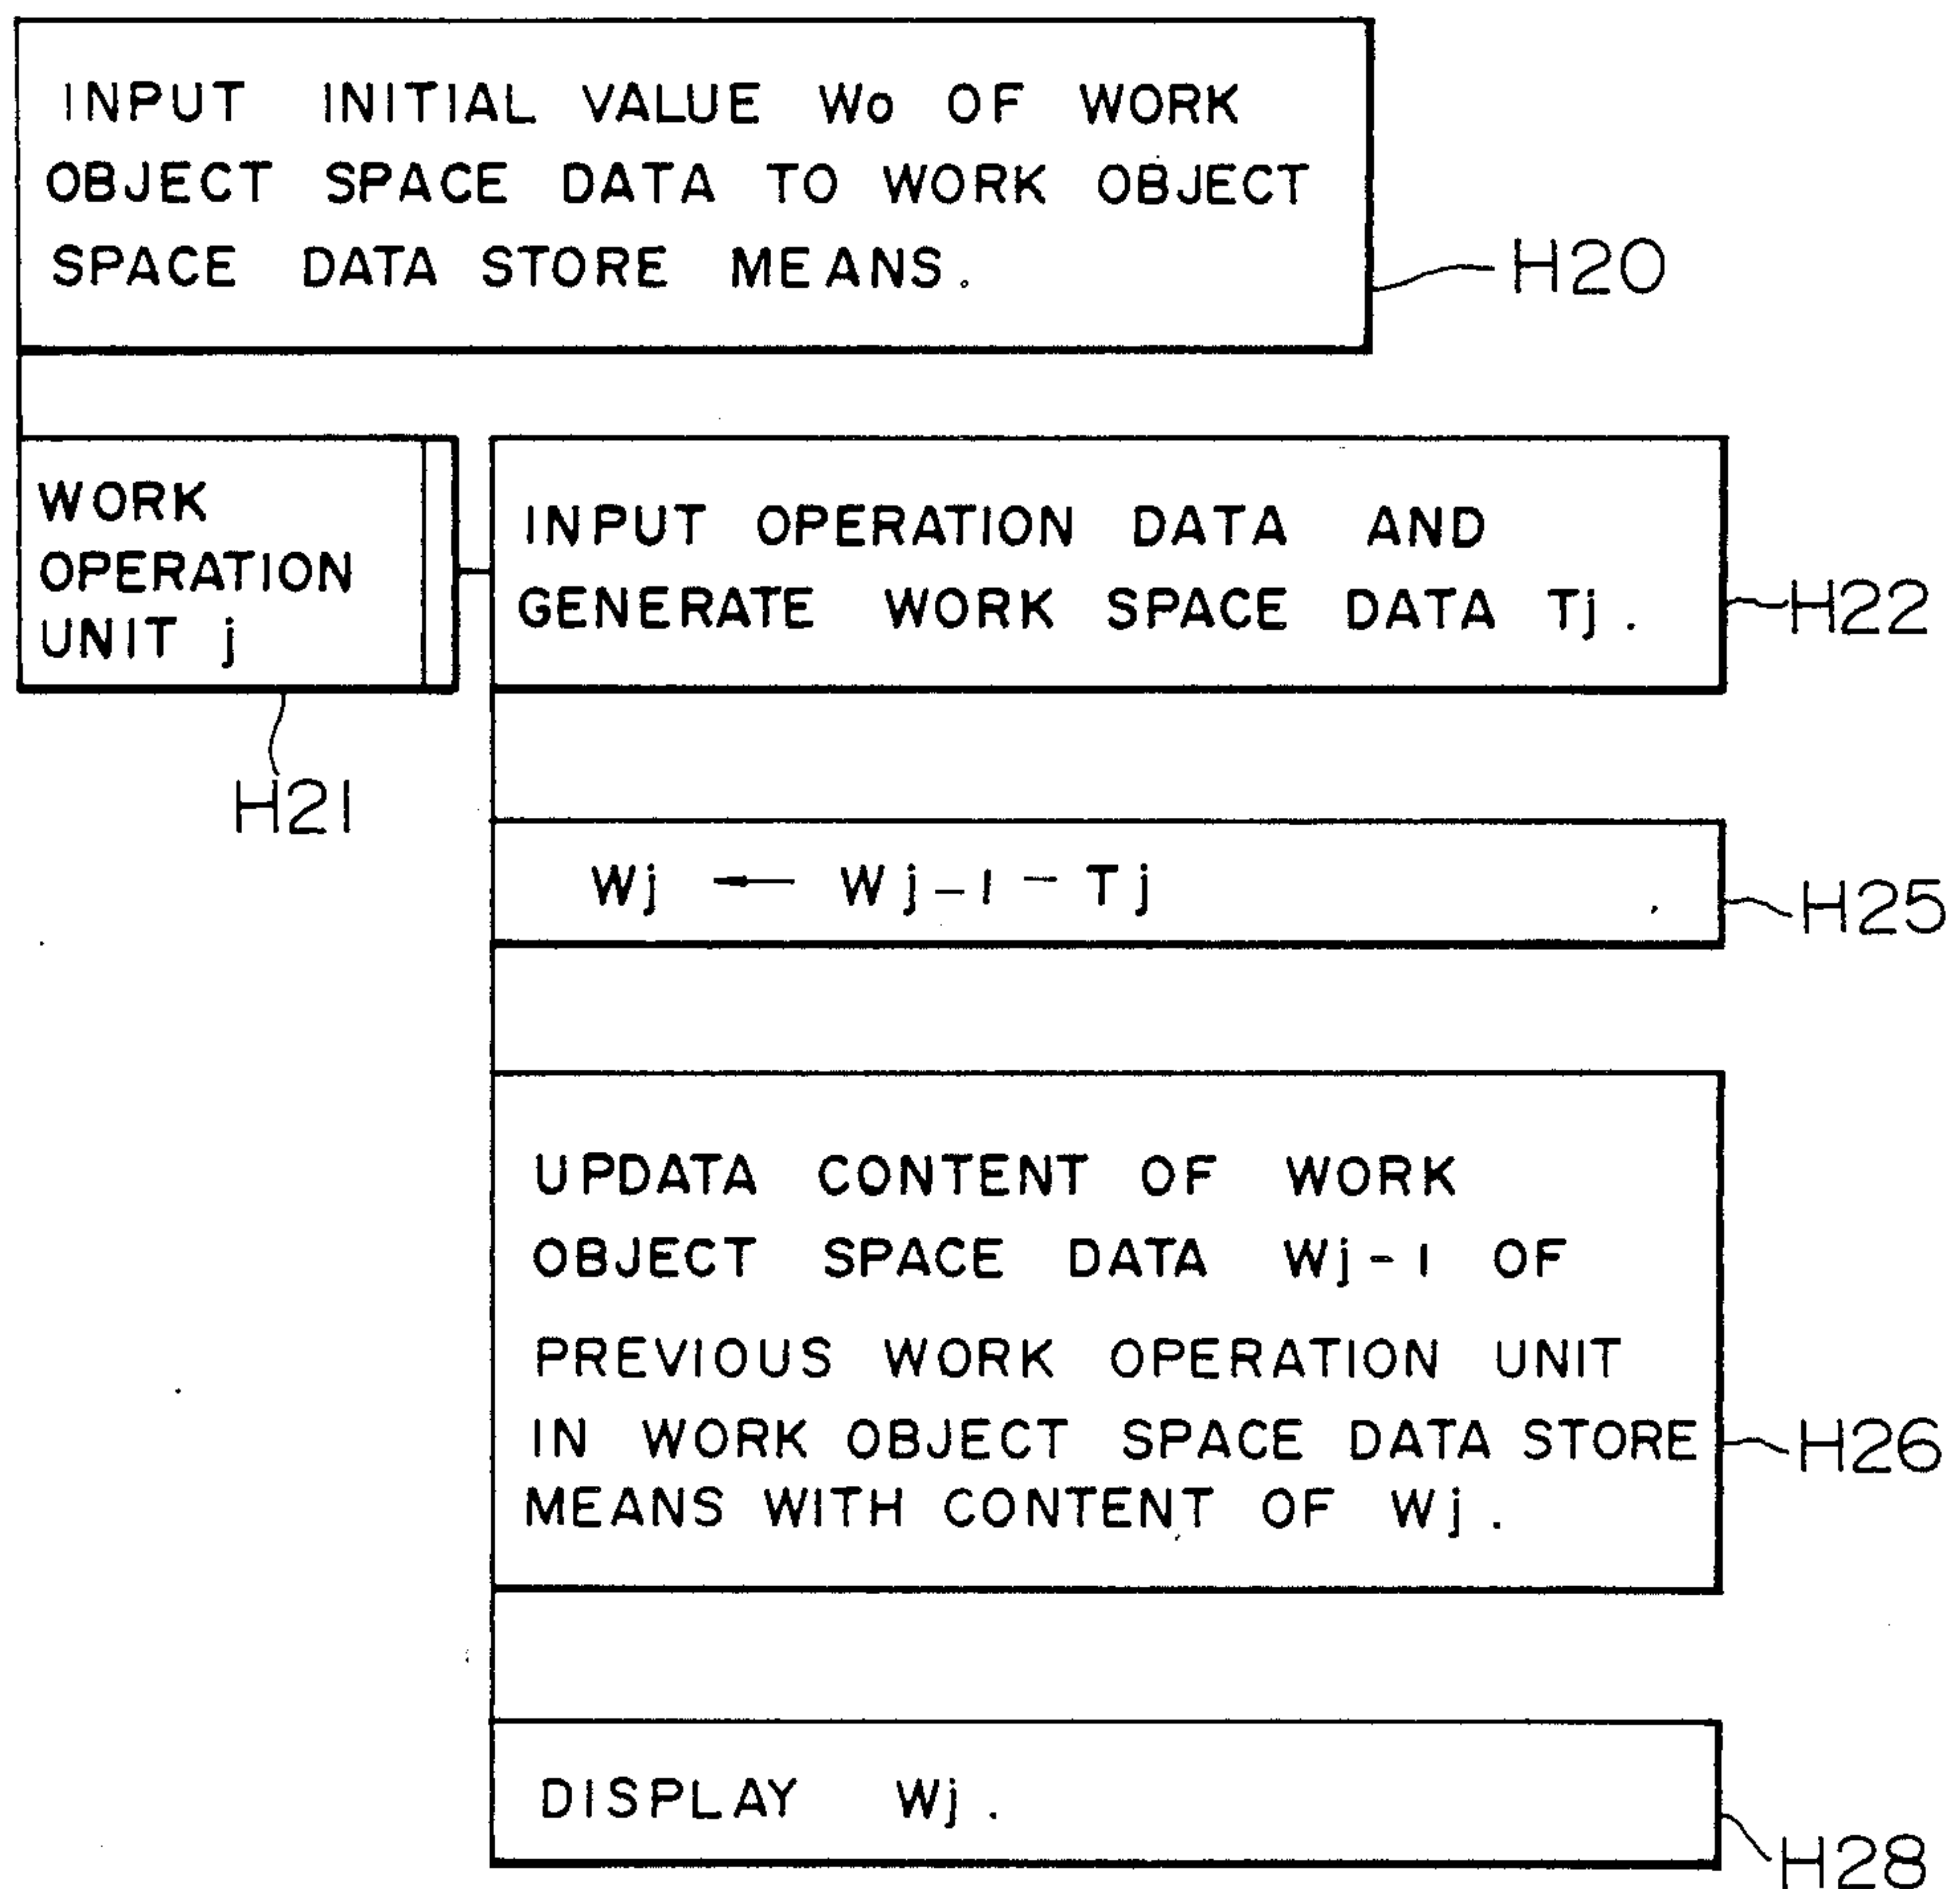 INPUT INITIAL VALUE Wo OF WORK
OBJECT SPACE DATA TO WORK OBJECT
SPACE DATA STORE MEANS.
H20
WORK
OPERATION
UNIT j
H21
INPUT OPERATION DATA AND
GENERATE WORK SPACE DATA Tj.
H22
Wj ← Wj-1 - Tj
H25
UPDATA CONTENT OF WORK
OBJECT SPACE DATA Wj-1 OF
PREVIOUS WORK OPERATION UNIT
IN WORK OBJECT SPACE DATA STORE
MEANS WITH CONTENT OF Wj.
H26
DISPLAY Wj.
H28